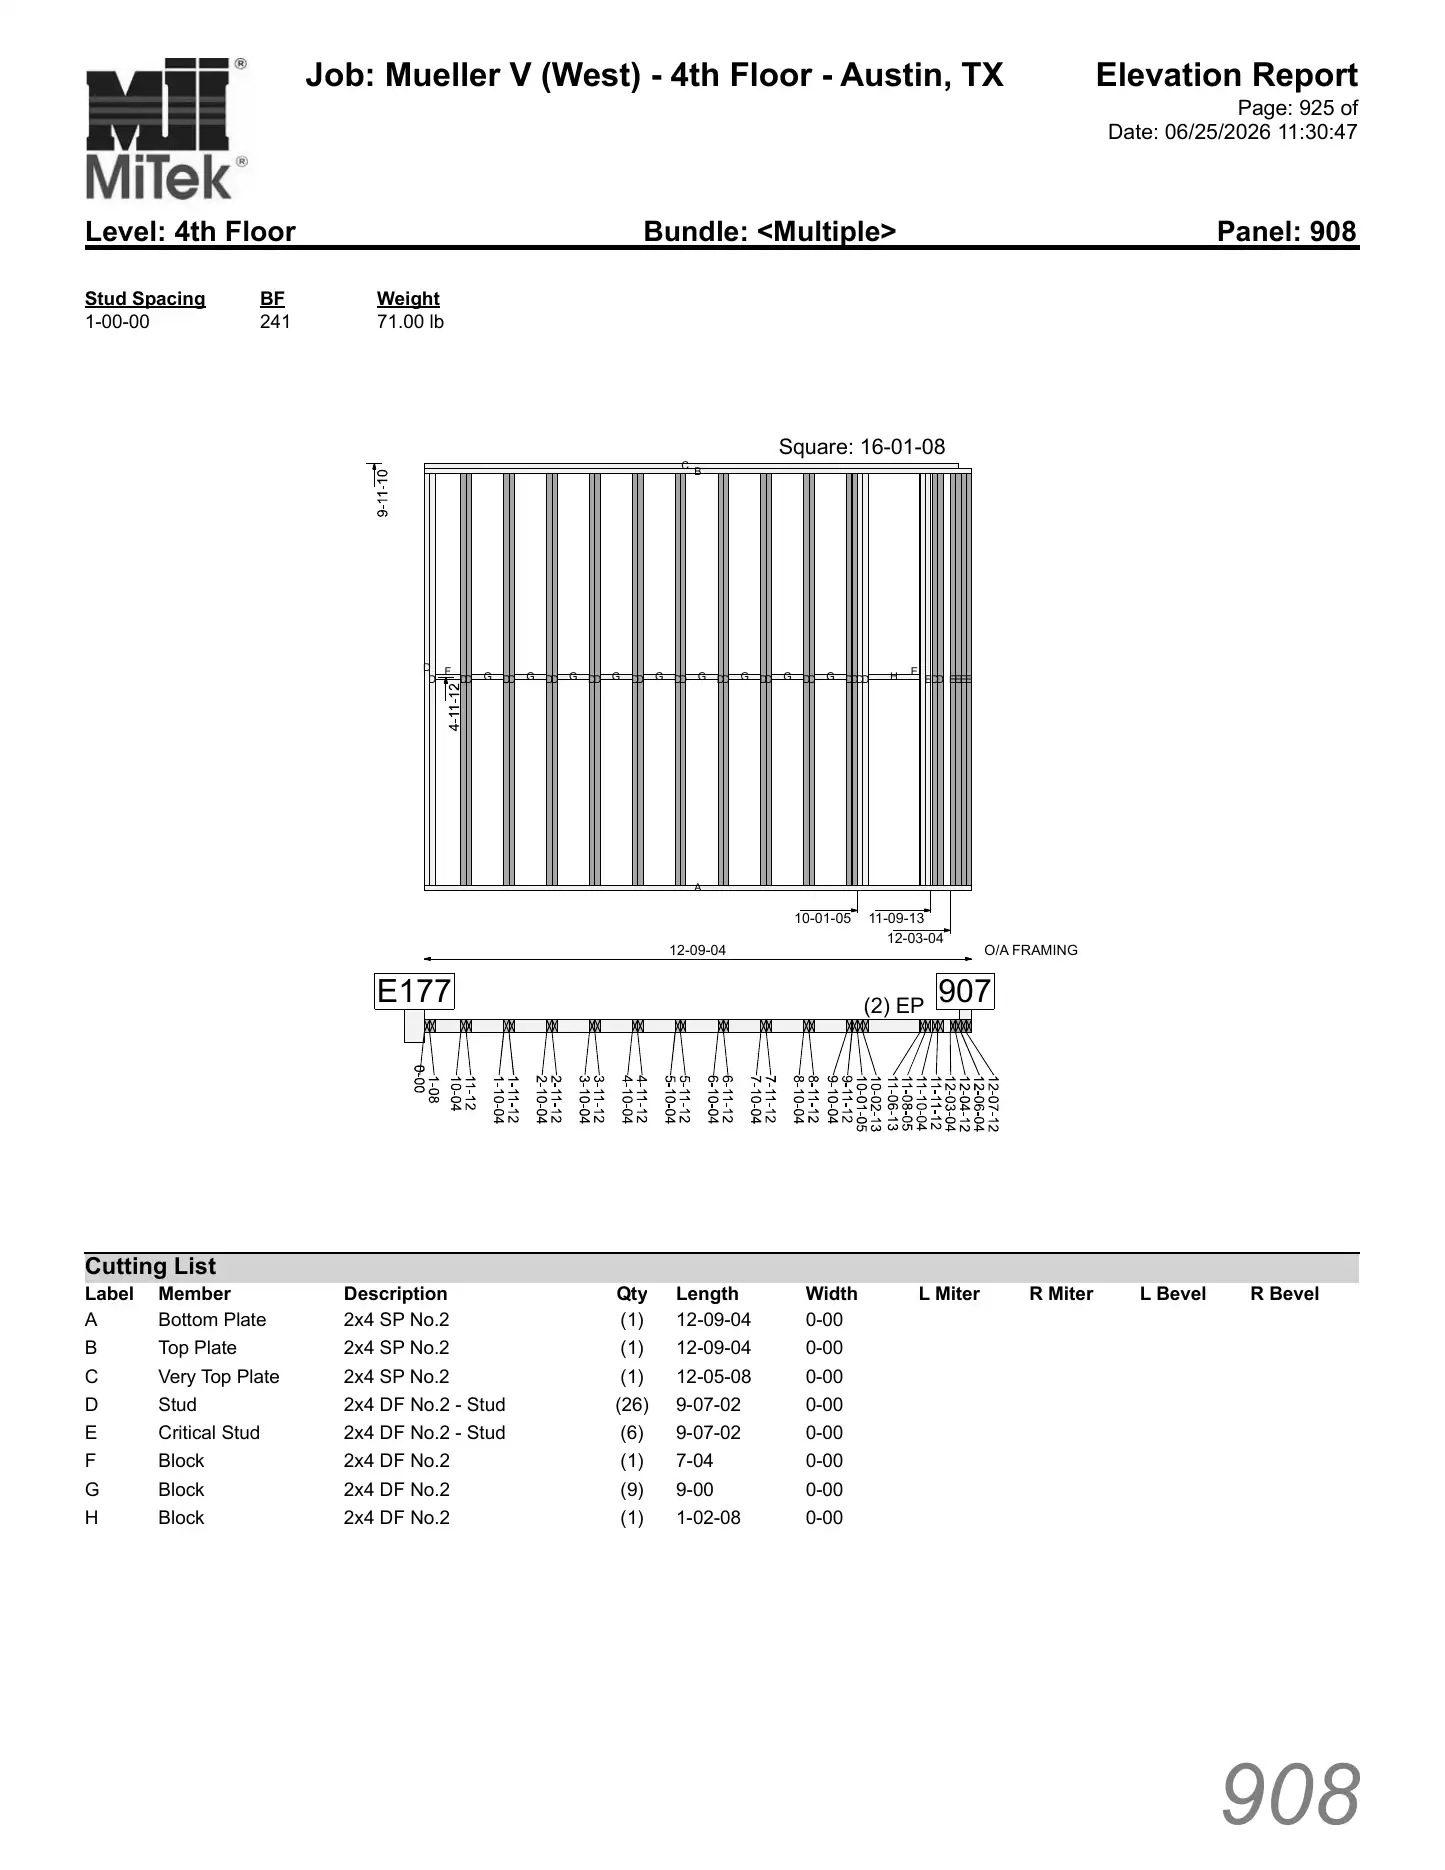 MiTek®
Job: Mueller V (West) - 4th Floor - Austin, TX
Elevation Report
Page: 925 of
Date: 06/25/2026 11:30:47
Level: 4th Floor Bundle: <Multiple> Panel: 908
Stud Spacing BF Weight
1-00-00 241 71.00 lb
Square: 16-01-08
C
B
9-11-10
F G G G G G G G G G H E
4-11-12
A
10-01-05 11-09-13
12-03-04
12-09-04 O/A FRAMING
E177 (2) EP 907
0-00
1-08
10-04
11-12
1-10-04
1-11-12
2-10-04
2-11-12
3-10-04
3-11-12
4-10-04
4-11-12
5-10-04
5-11-12
6-10-04
6-11-12
7-10-04
7-11-12
8-10-04
8-11-12
9-10-04
9-11-12
10-01-05
10-02-13
11-06-13
11-08-05
11-10-04
11-11-12
12-03-04
12-04-12
12-06-04
12-07-12
Cutting List
Label Member Description Qty Length Width L Miter R Miter L Bevel R Bevel
A Bottom Plate 2x4 SP No.2 (1) 12-09-04 0-00
B Top Plate 2x4 SP No.2 (1) 12-09-04 0-00
C Very Top Plate 2x4 SP No.2 (1) 12-05-08 0-00
D Stud 2x4 DF No.2 - Stud (26) 9-07-02 0-00
E Critical Stud 2x4 DF No.2 - Stud (6) 9-07-02 0-00
F Block 2x4 DF No.2 (1) 7-04 0-00
G Block 2x4 DF No.2 (9) 9-00 0-00
H Block 2x4 DF No.2 (1) 1-02-08 0-00
908